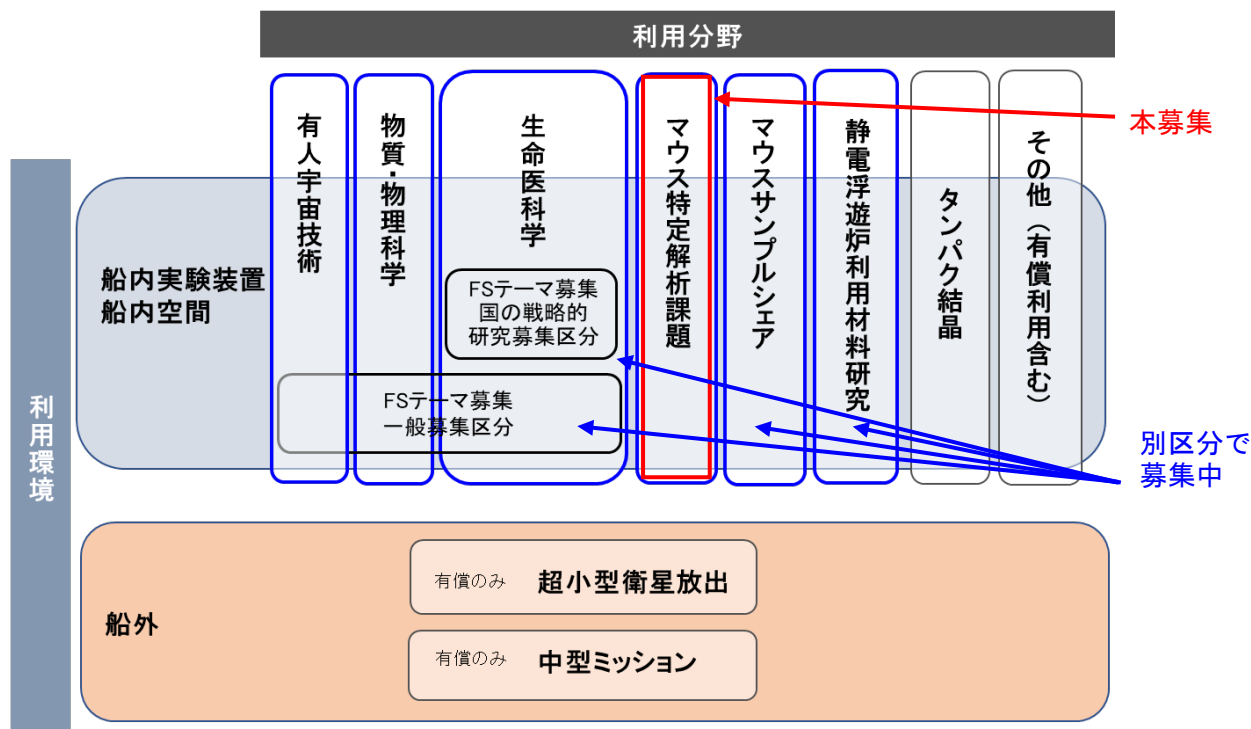 利用分野
有人宇宙技術
物質・物理科学
生命医科学
マウス特定解析課題
マウスサンプルシェア
静電浮遊炉利用材料研究
タンパク結晶
その他（有償利用含む）
本募集
利用環境
船内実験装置
船内空間
FSテーマ募集
国の戦略的
研究募集区分
FSテーマ募集
一般募集区分
別区分で
募集中
船外
有償のみ 超小型衛星放出
有償のみ 中型ミッション